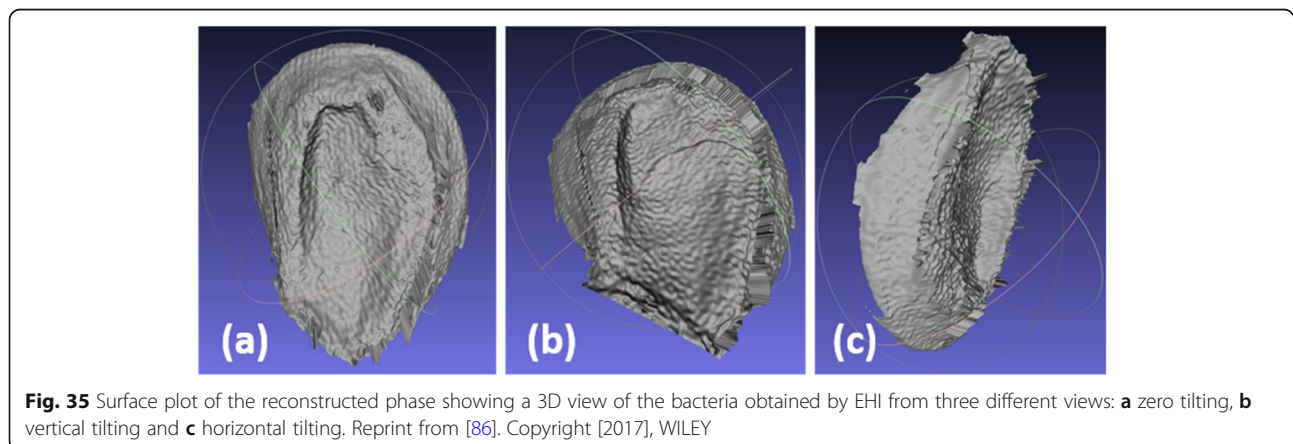 (a) (b) (c)
Fig. 35 Surface plot of the reconstructed phase showing a 3D view of the bacteria obtained by EHI from three different views: a zero tilting, b
vertical tilting and c horizontal tilting. Reprint from [86]. Copyright [2017], WILEY